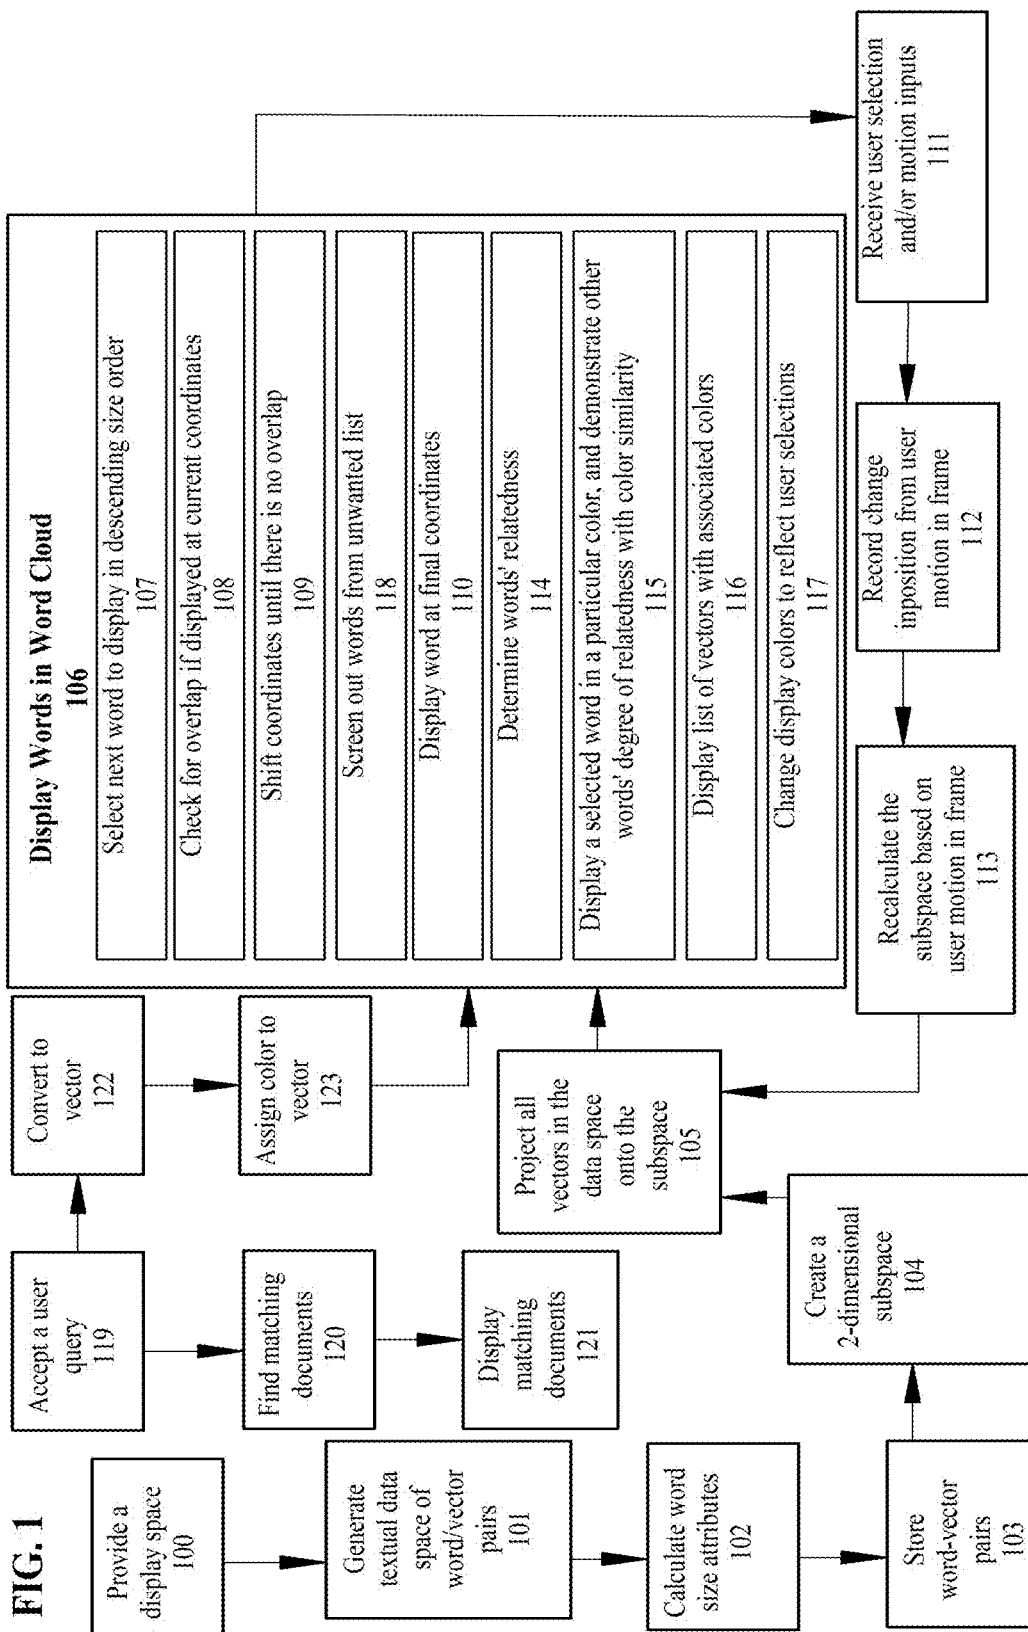 FIG. 1
Provide a
display space
100
Generate
textual data
space of
word/vector
pairs
101
Calculate word
size attributes
102
Store
word-vector
pairs
103
Accept a user
query
119
Find matching
documents
120
Display
matching
documents
121
Create a
2-dimensional
subspace
104
Convert to
vector
122
Assign color to
vector
123
Project all
vectors in the
data space
onto the
subspace
105
Display Words in Word Cloud
106
Select next word to display in descending size order
107
Check for overlap if displayed at current coordinates
108
Shift coordinates until there is no overlap
109
Screen out words from unwanted list
118
Display word at final coordinates
110
Determine words' relatedness
114
Display a selected word in a particular color, and demonstrate other
words' degree of relatedness with color similarity
115
Display list of vectors with associated colors
116
Change display colors to reflect user selections
117
Receive user selection
and/or motion inputs
111
Record change
inposition from user
motion in frame
112
Recalculate the
subspace based on
user motion in frame
113